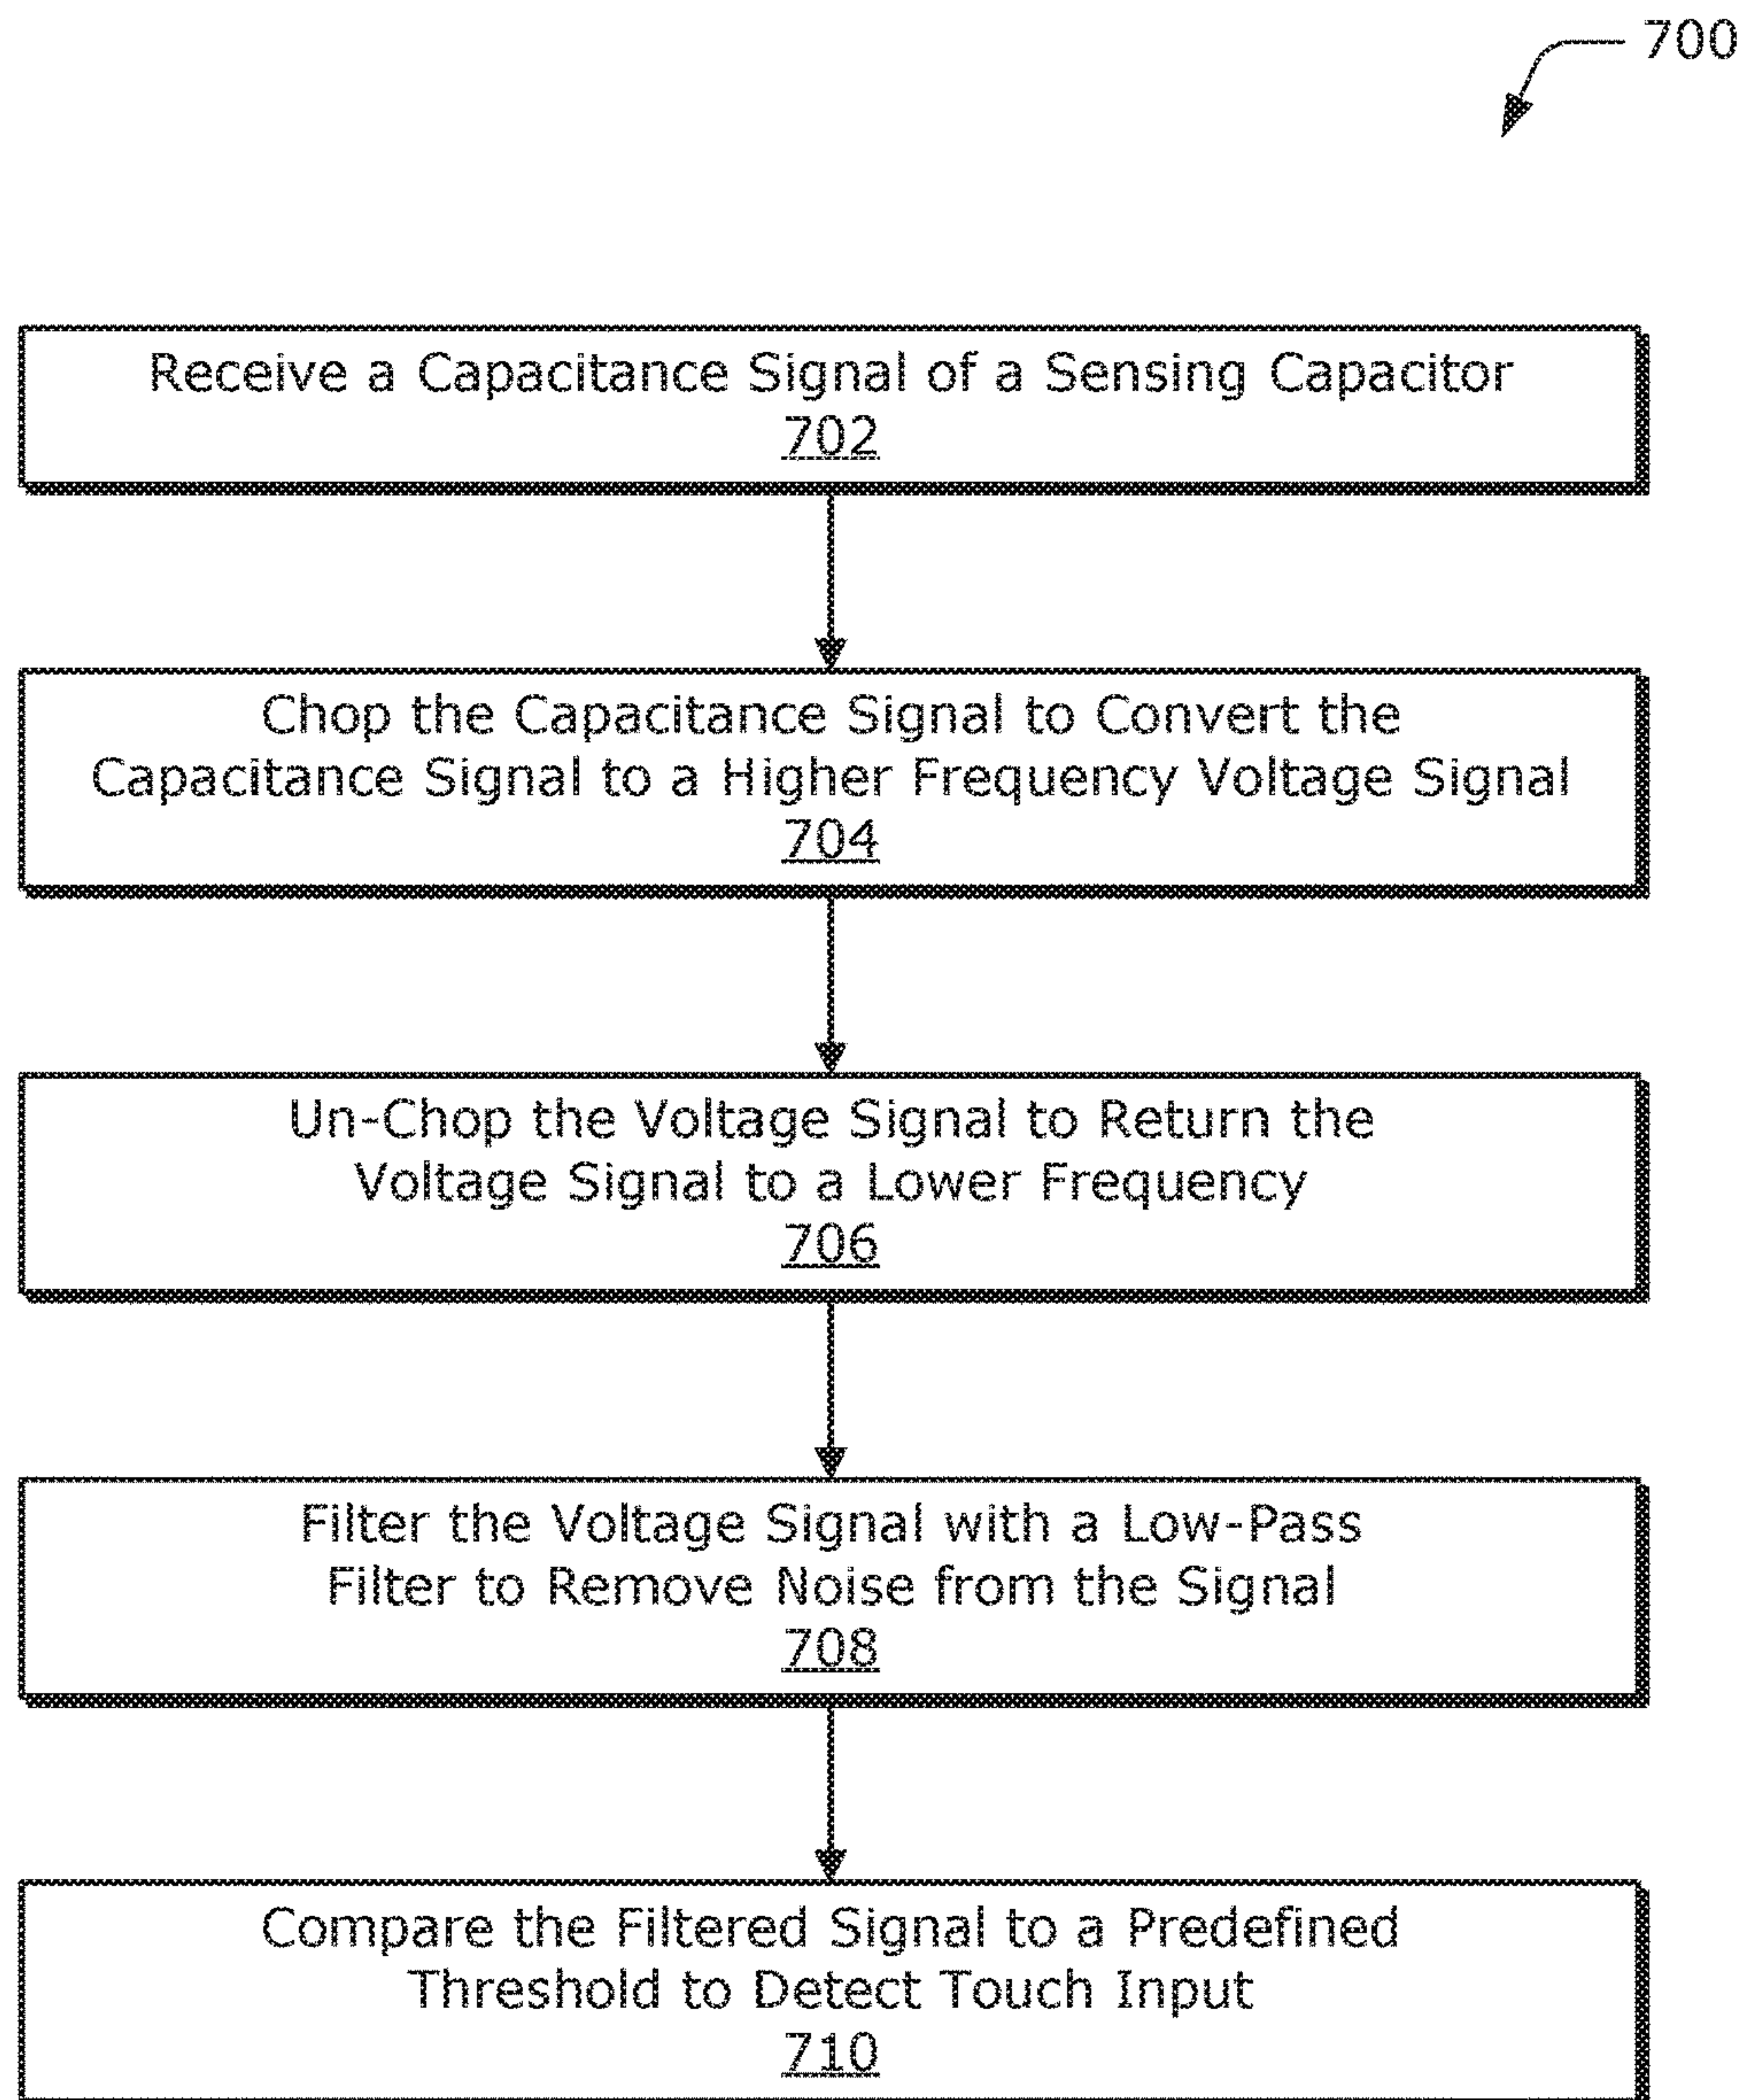 700
Receive a Capacitance Signal of a Sensing Capacitor
702
Chop the Capacitance Signal to Convert the
Capacitance Signal to a Higher Frequency Voltage Signal
704
Un-Chop the Voltage Signal to Return the
Voltage Signal to a Lower Frequency
706
Filter the Voltage Signal with a Low-Pass
Filter to Remove Noise from the Signal
708
Compare the Filtered Signal to a Predefined
Threshold to Detect Touch Input
710